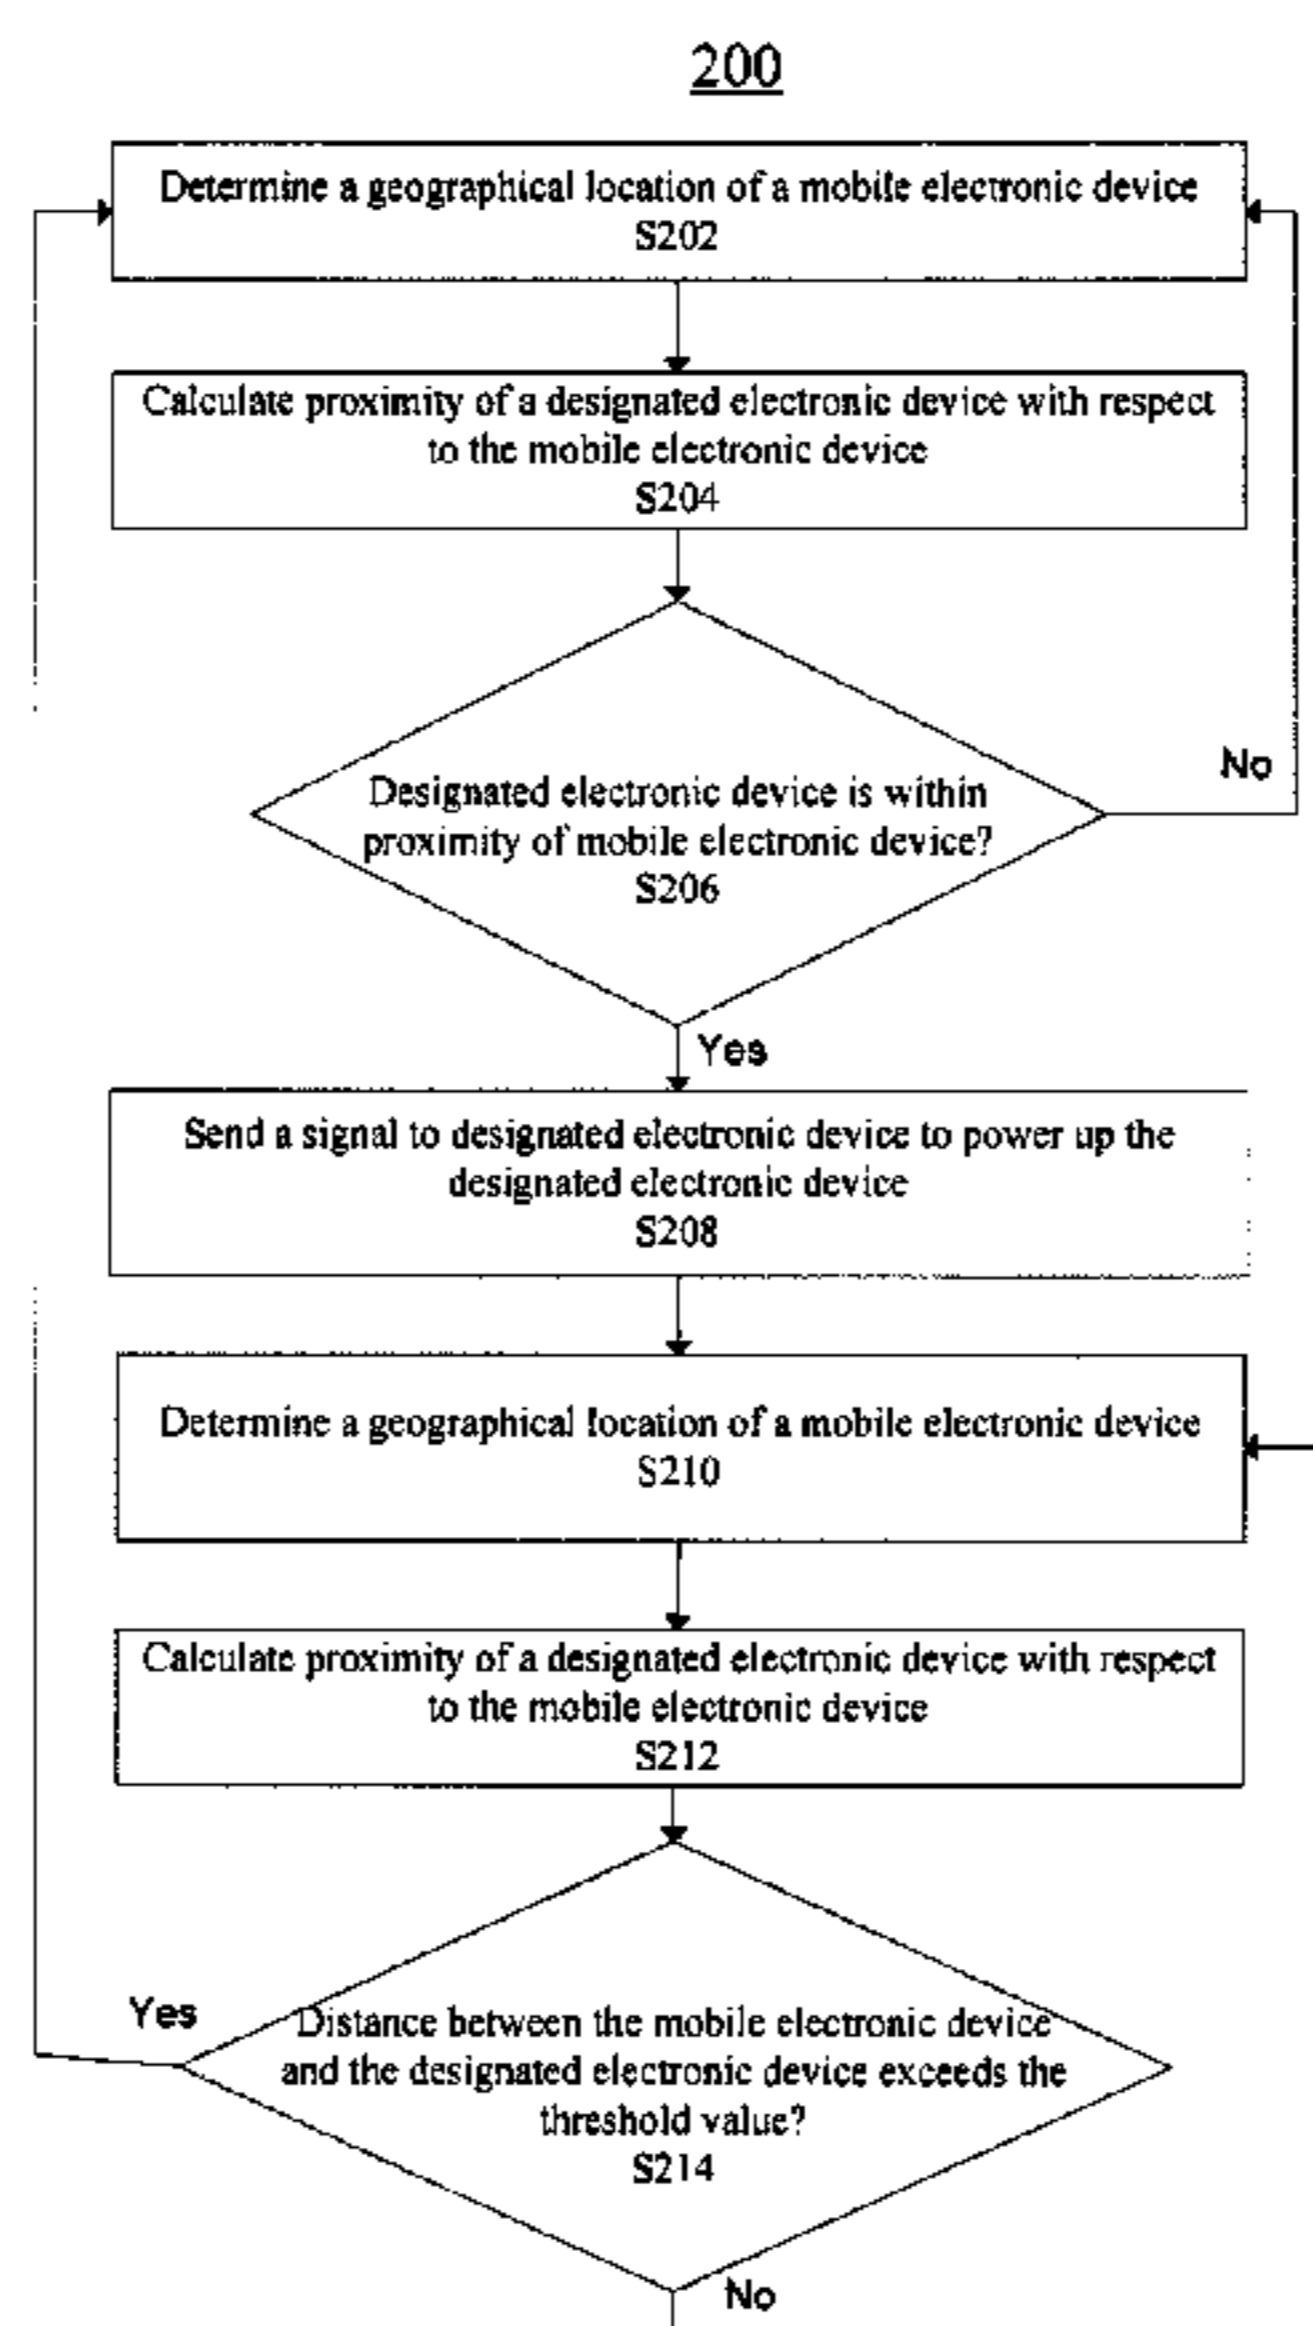 200
Determine a geographical location of a mobile electronic device
S202
Calculate proximity of a designated electronic device with respect
to the mobile electronic device
S204
Designated electronic device is within
proximity of mobile electronic device?
S206
No
Yes
Send a signal to designated electronic device to power up the
designated electronic device
S208
Determine a geographical location of a mobile electronic device
S210
Calculate proximity of a designated electronic device with respect
to the mobile electronic device
S212
Yes
Distance between the mobile electronic device
and the designated electronic device exceeds the
threshold value?
S214
No